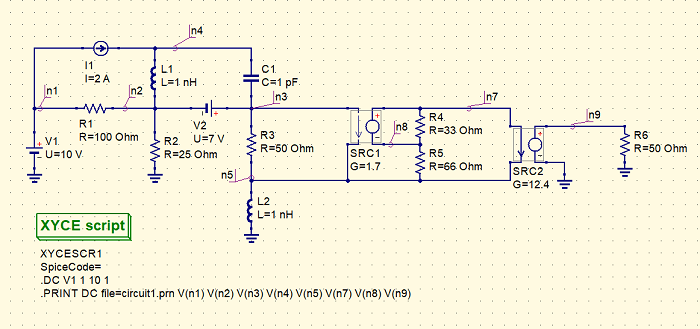 n4
I1
I=2 A
L1
L=1 nH
C1
C=1 pF
n1
n2
n3
n7
n9
R1
R=100 Ohm
V2
U=7 V
n8
R4
R=33 Ohm
V1
U=10 V
R2
R=25 Ohm
R3
R=50 Ohm
SRC1
G=1.7
R5
R=66 Ohm
SRC2
G=12.4
R6
R=50 Ohm
n5
L2
L=1 nH
XYCE script
XYCESCR1
SpiceCode=
.DC V1 1 10 1
.PRINT DC file=circuit1.prn V(n1) V(n2) V(n3) V(n4) V(n5) V(n7) V(n8) V(n9)